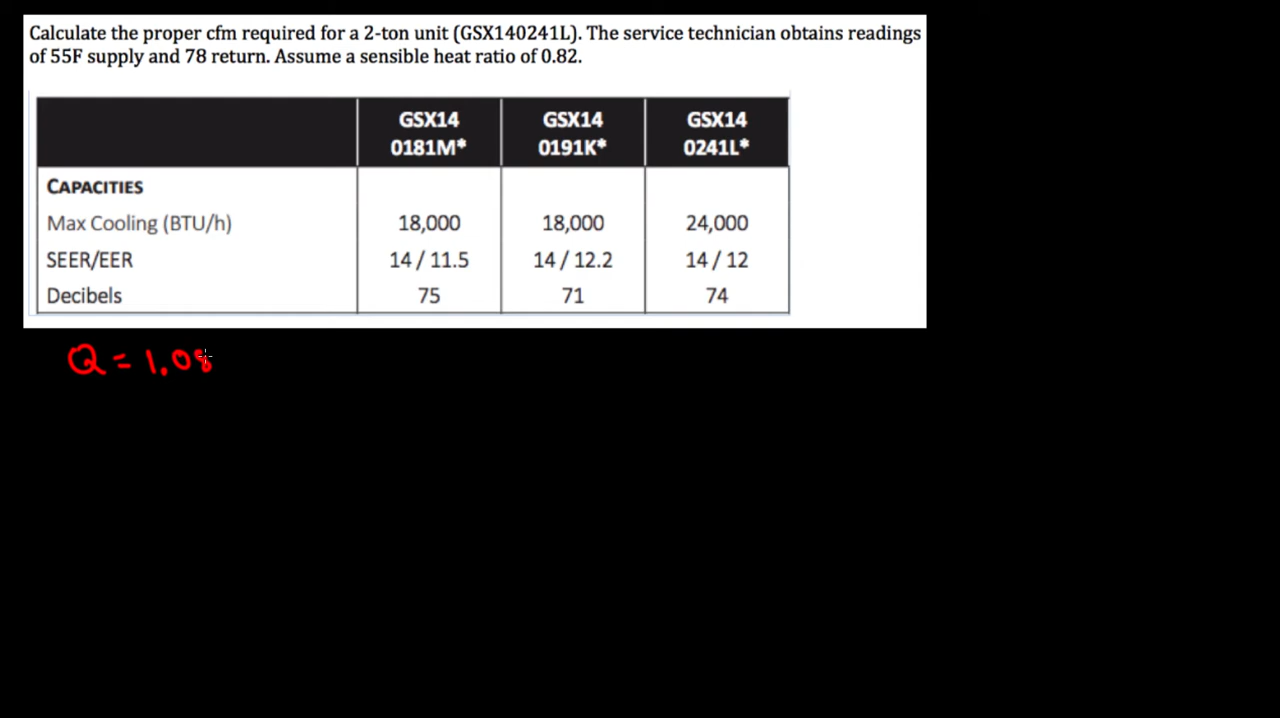 Calculate the proper cfm required for a 2-ton unit (GSX140241L). The service technician obtains readings
of 55F supply and 78 return. Assume a sensible heat ratio of 0.82.
GSX14 GSX14 GSX14
0181M* 0191K* 0241L*
CAPACITIES
Max Cooling (BTU/h) 18,000 18,000 24,000
SEER/EER 14 / 11.5 14 / 12.2 14 / 12
Decibels 75 71 74
Q = 1.08